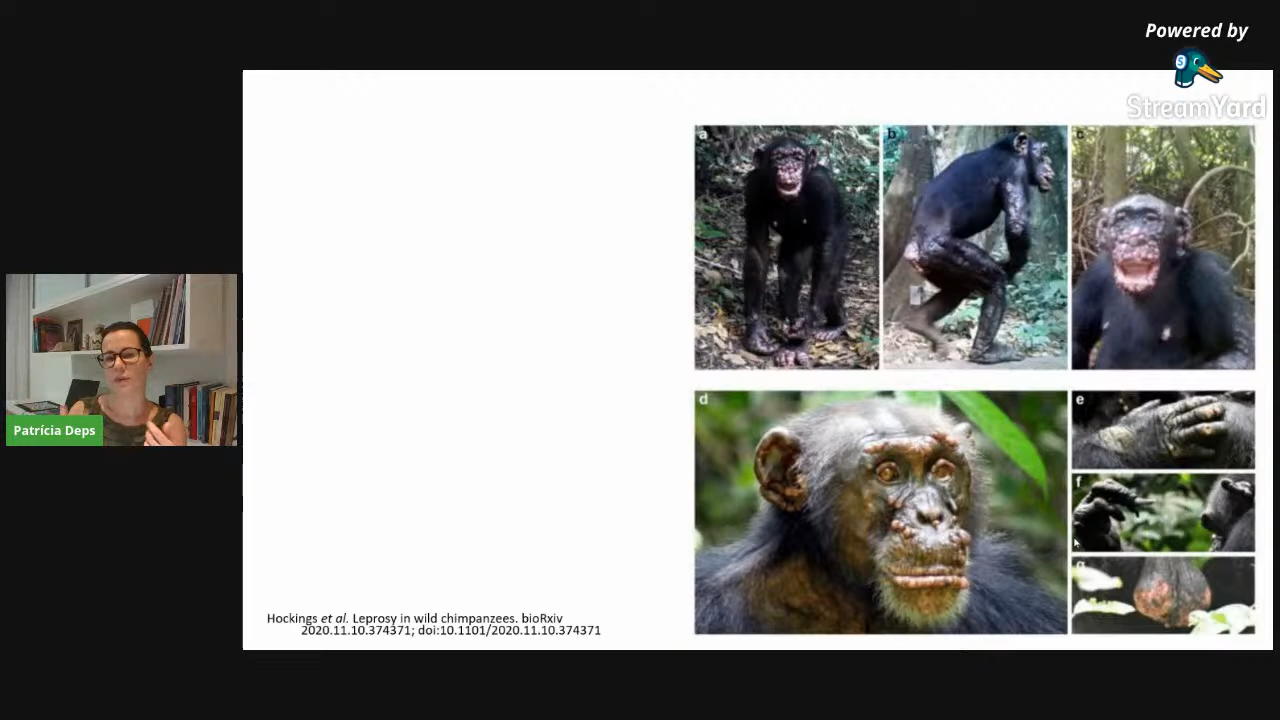 Powered by
StreamYard
a
b
c
d
e
f
g
Patrícia Deps
Hockings et al. Leprosy in wild chimpanzees. bioRxiv
2020.11.10.374371; doi:10.1101/2020.11.10.374371